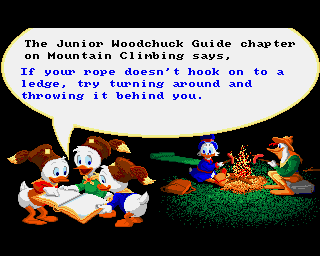 The Junior Woodchuck Guide chapter
on Mountain Climbing says,
If your rope doesn't hook on to a
ledge, try turning around and
throwing it behind you.